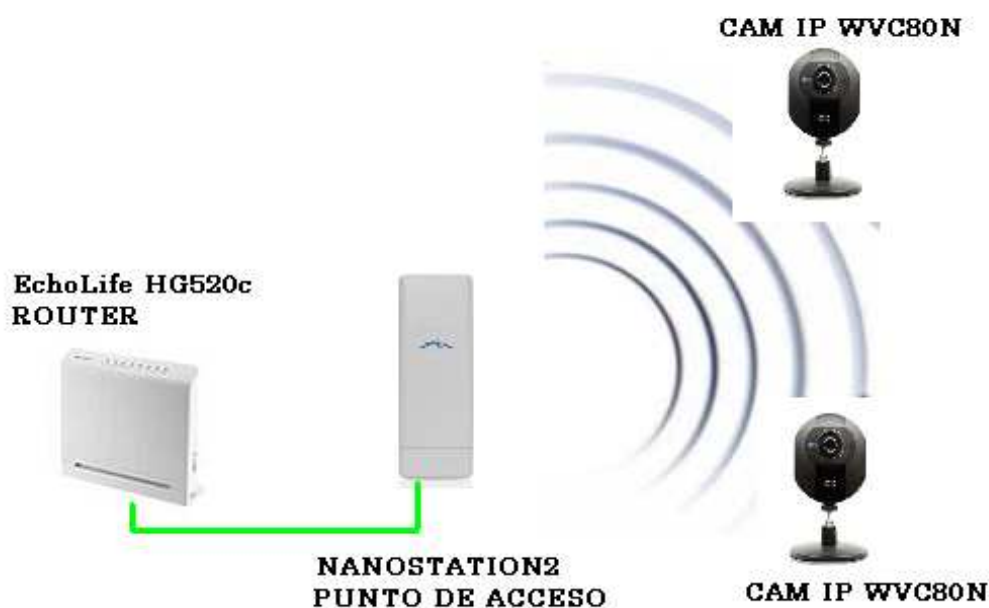 CAM IP WVC80N
EchoLife HG520c
ROUTER
NANOSTATION2
PUNTO DE ACCESO
CAM IP WVC80N